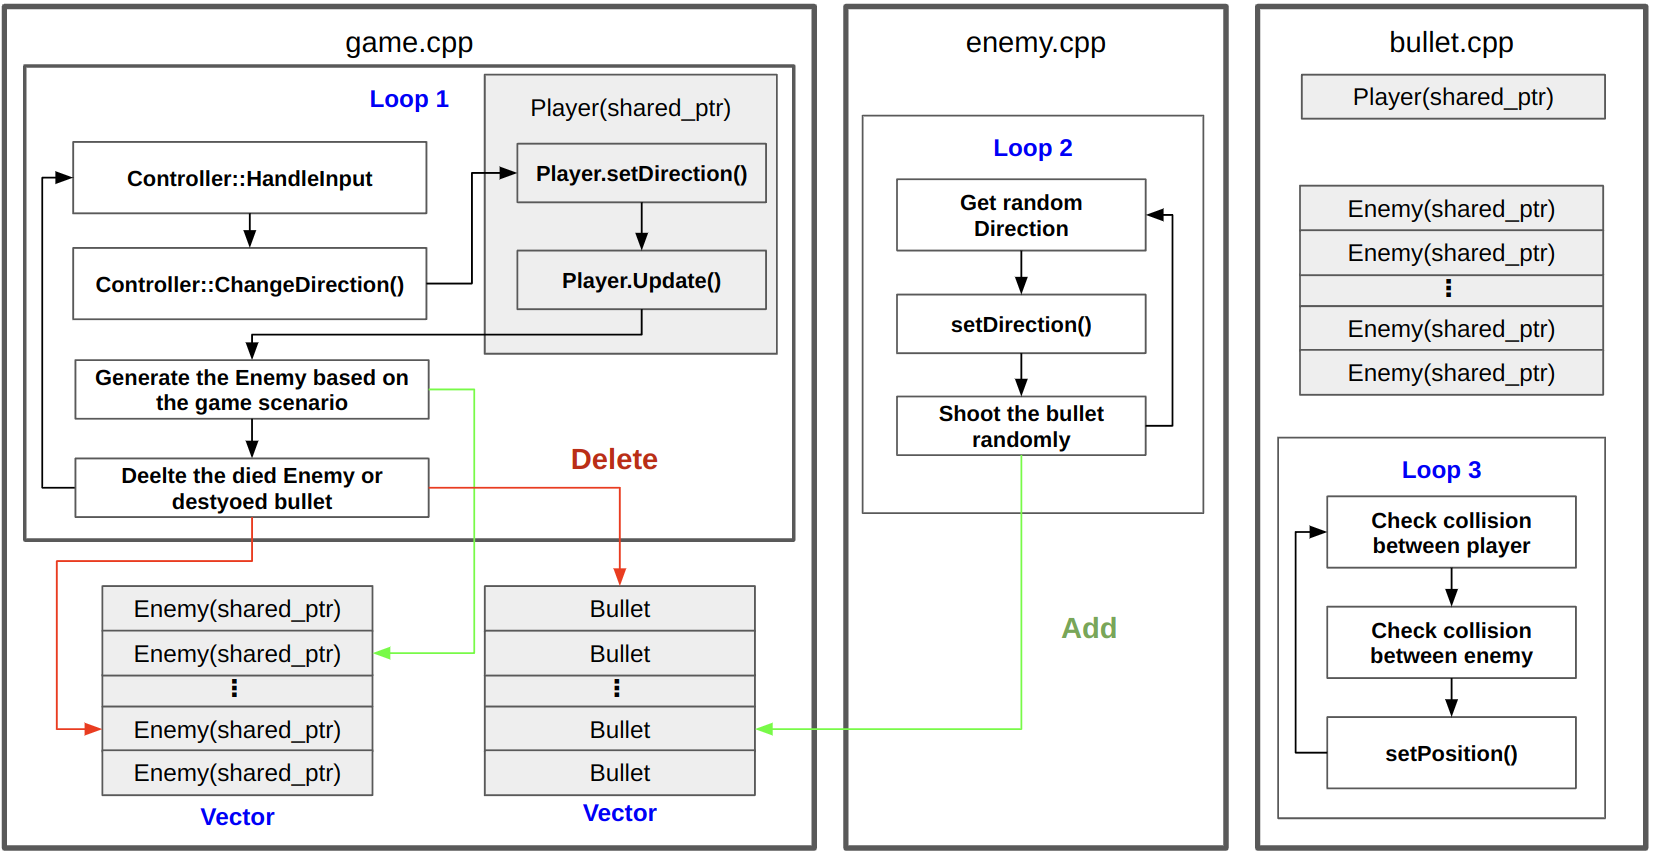 game.cpp
Loop 1
Player(shared_ptr)
Controller::HandleInput
Player.setDirection()
Controller::ChangeDirection()
Player.Update()
Generate the Enemy based on
the game scenario
Deelte the died Enemy or
destyoed bullet
Delete
Enemy(shared_ptr)
Enemy(shared_ptr)
Enemy(shared_ptr)
Enemy(shared_ptr)
Vector
Bullet
Bullet
Bullet
Bullet
Vector
enemy.cpp
Loop 2
Get random
Direction
setDirection()
Shoot the bullet
randomly
Add
bullet.cpp
Player(shared_ptr)
Enemy(shared_ptr)
Enemy(shared_ptr)
Enemy(shared_ptr)
Enemy(shared_ptr)
Loop 3
Check collision
between player
Check collision
between enemy
setPosition()